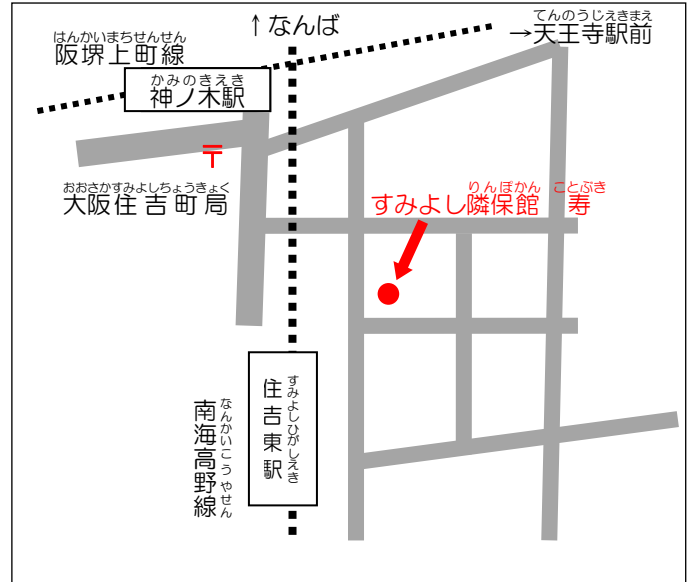 ↑なんば
てんのうじえきまえ
→天王寺駅前
はんかいまちせんせん
阪堺上町線
かみのきえき
神ノ木駅
〒
おおさかすみよしちょうきょく
大阪住吉町局
りんぽかん ことぶき
すみよし隣保館 寿
すみよしひがしえき
住吉東駅
なんかいこうやせん
南海高野線